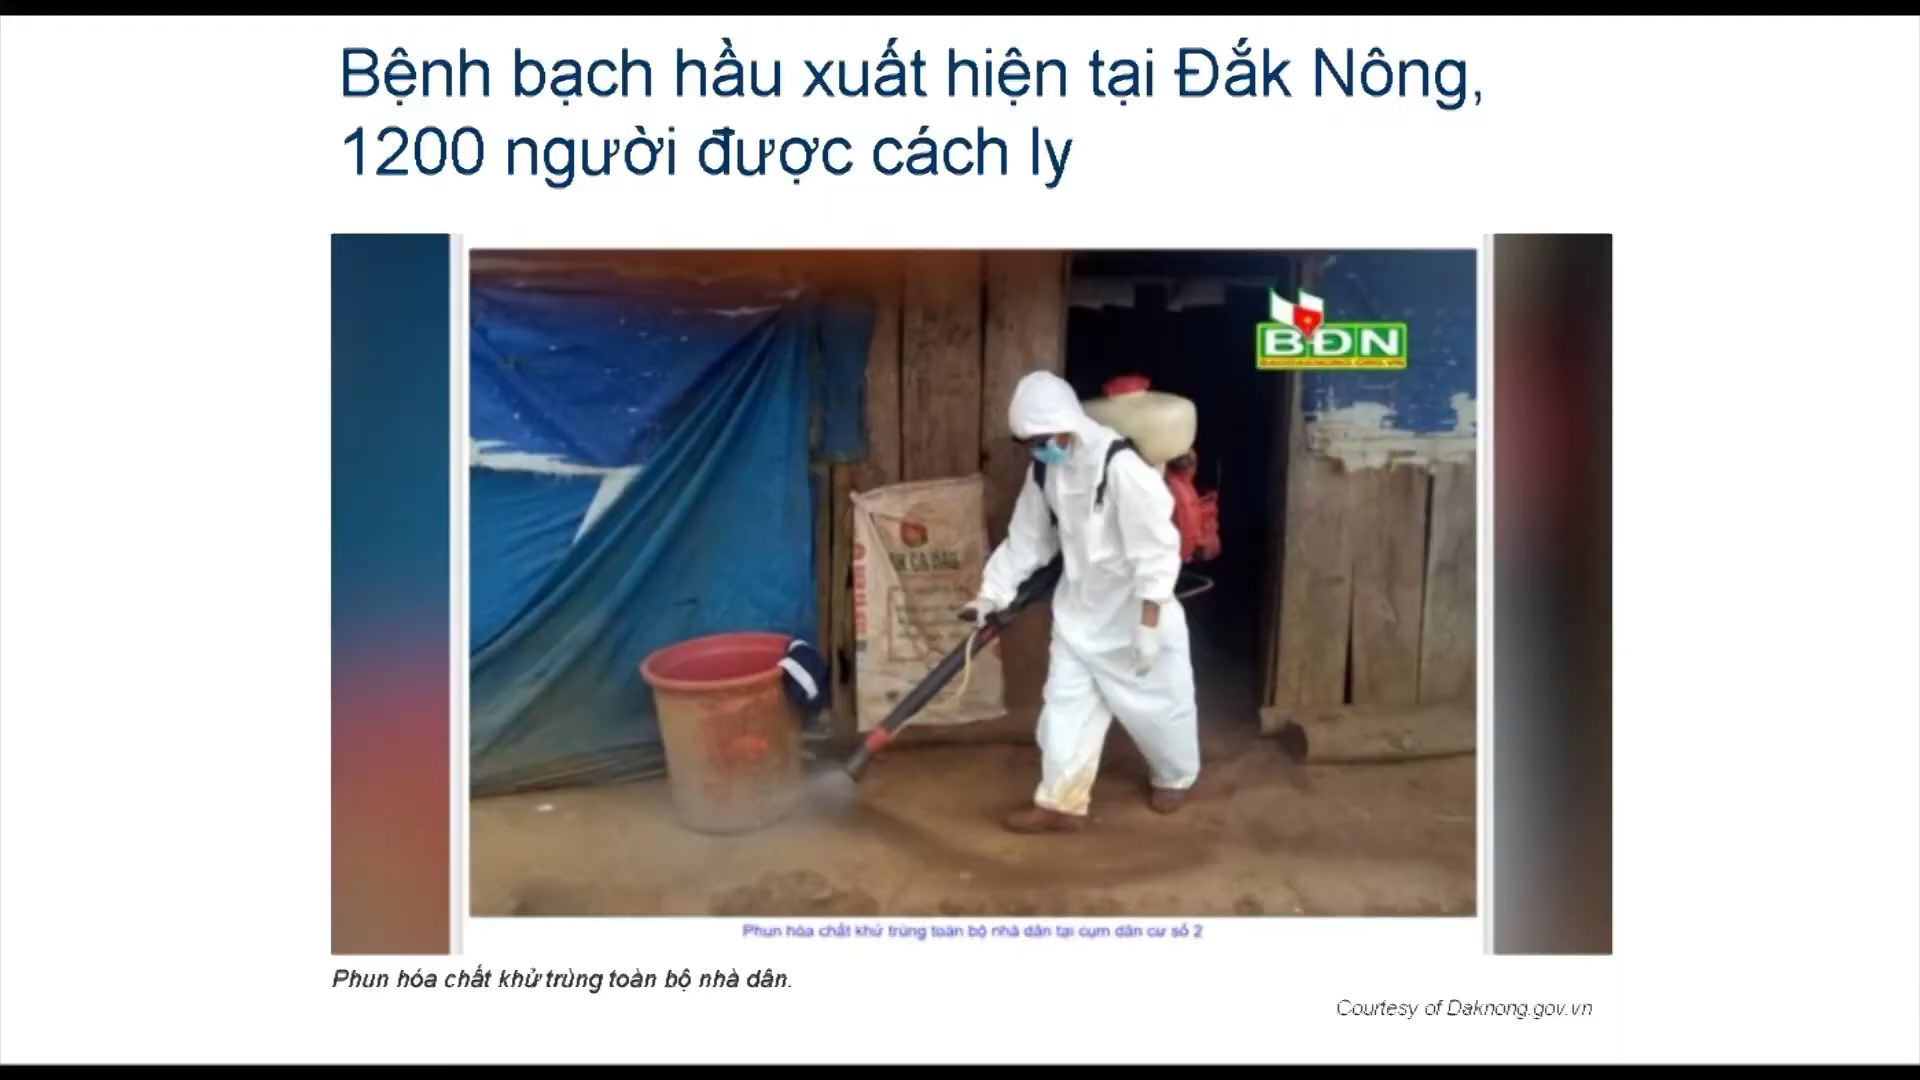 Bệnh bạch hầu xuất hiện tại Đắk Nông,
1200 người được cách ly
BĐN
Phun hóa chất khử trùng toàn bộ nhà dân tại cụm dân cư số 2
Phun hóa chất khử trùng toàn bộ nhà dân.
Courtesy of Daknong.gov.vn